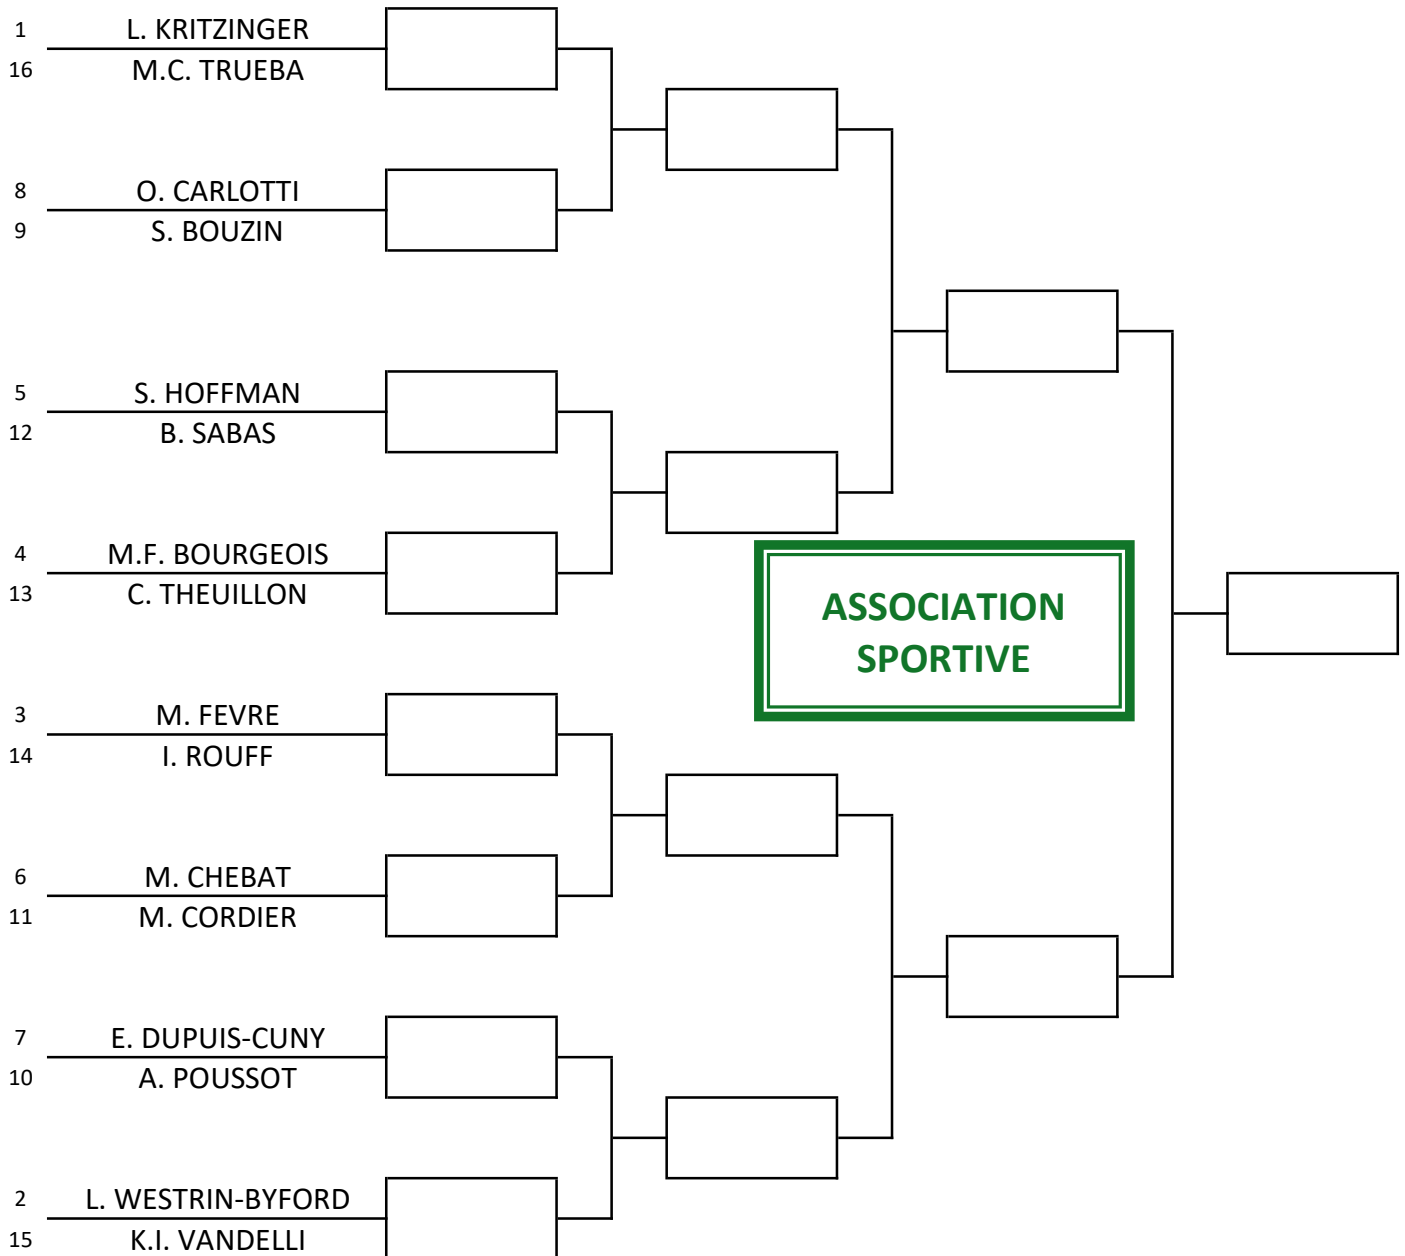 1 L. KRITZINGER
16 M.C. TRUEBA
8 O. CARLOTTI
9 S. BOUZIN
5 S. HOFFMAN
12 B. SABAS
4 M.F. BOURGEOIS
13 C. THEUILLON
ASSOCIATION
SPORTIVE
3 M. FEVRE
14 I. ROUFF
6 M. CHEBAT
11 M. CORDIER
7 E. DUPUIS-CUNY
10 A. POUSSOT
2 L. WESTRIN-BYFORD
15 K.I. VANDELLI